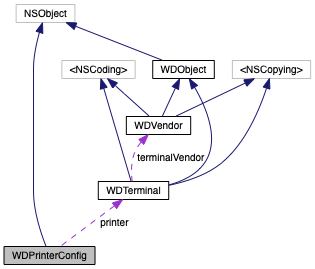 NSObject
<NSCoding>
WDObject
<NSCopying>
WDVendor
terminalVendor
WDTerminal
printer
WDPrinterConfig